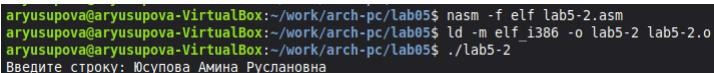 aryusupova@aryusupova-VirtualBox:~/work/arch-pc/lab05$ nasm -f elf lab5-2.asm
aryusupova@aryusupova-VirtualBox:~/work/arch-pc/lab05$ ld -m elf_i386 -o lab5-2 lab5-2.o
aryusupova@aryusupova-VirtualBox:~/work/arch-pc/lab05$ ./lab5-2
Введите строку: Юсупова Амина Руслановна